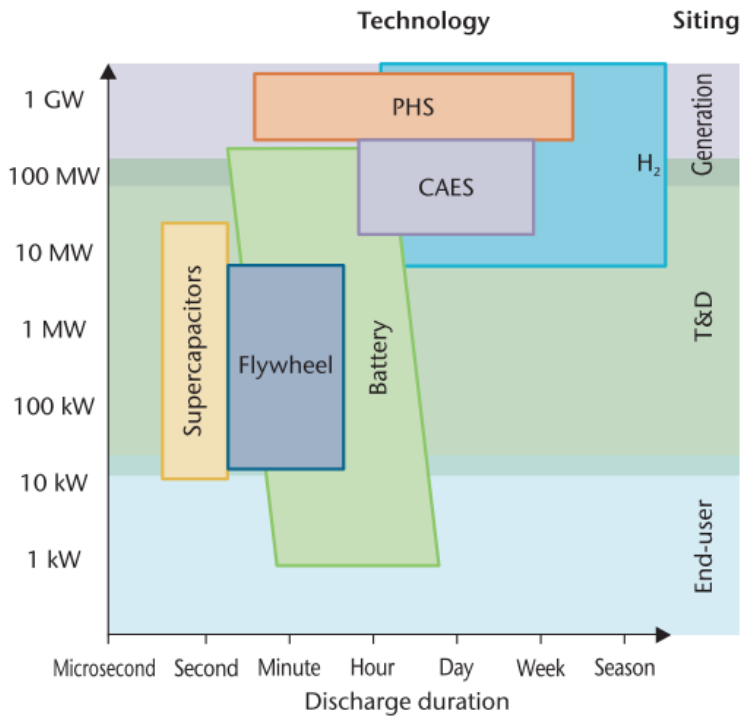 Technology
Siting
1 GW
100 MW
10 MW
1 MW
100 kW
10 kW
1 kW
PHS
H₂
CAES
Supercapacitors
Flywheel
Battery
Generation
T&D
End-user
Microsecond Second Minute Hour Day Week Season
Discharge duration